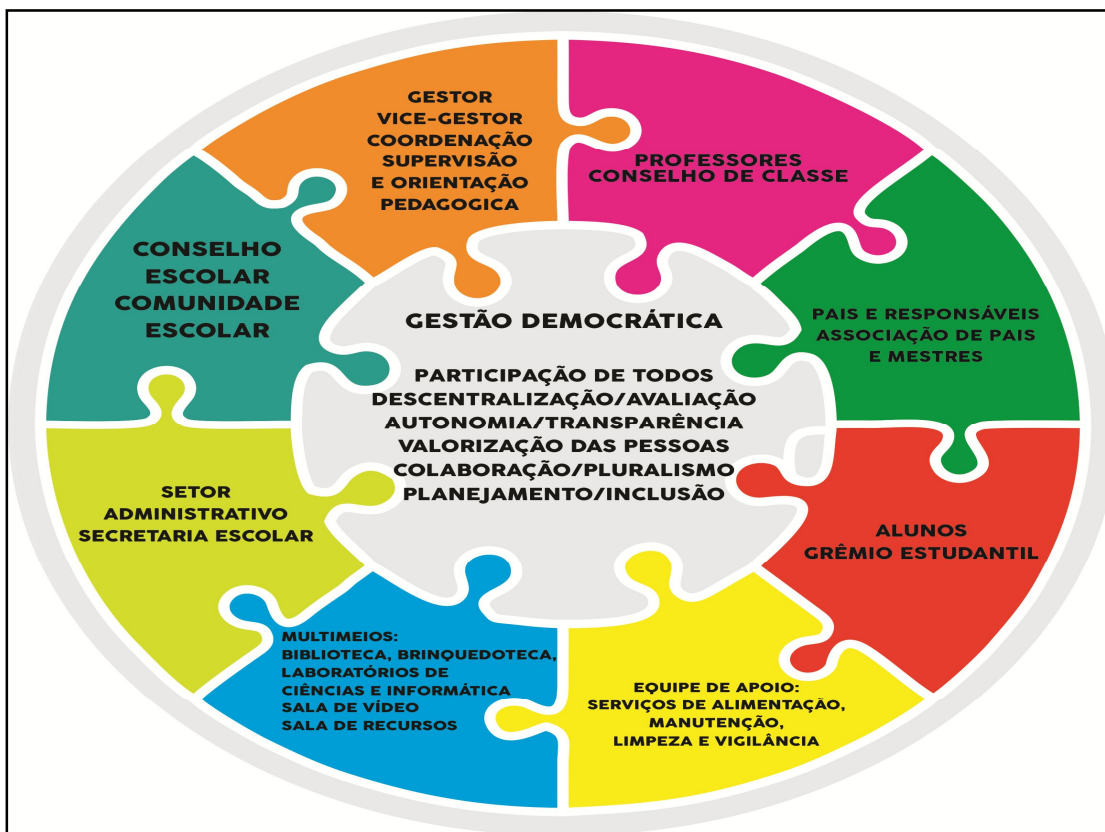 GESTOR
VICE-GESTOR
COORDENAÇÃO
SUPERVISÃO
E ORIENTAÇÃO
PEDAGOGICA
PROFESSORES
CONSELHO DE CLASSE
PAIS E RESPONSÁVEIS
ASSOCIAÇÃO DE PAIS
E MESTRES
ALUNOS
GRÊMIO ESTUDANTIL
EQUIPE DE APOIO:
SERVIÇOS DE ALIMENTAÇÃO,
MANUTENÇÃO,
LIMPEZA E VIGILÂNCIA
MULTIMEIOS:
BIBLIOTECA, BRINQUEDOTECA,
LABORATÓRIOS DE
CIÊNCIAS E INFORMÁTICA
SALA DE VÍDEO
SALA DE RECURSOS
SETOR
ADMINISTRATIVO
SECRETARIA ESCOLAR
CONSELHO
ESCOLAR
COMUNIDADE
ESCOLAR
GESTÃO DEMOCRÁTICA
PARTICIPAÇÃO DE TODOS
DESCENTRALIZAÇÃO/AVALIAÇÃO
AUTONOMIA/TRANSPARÊNCIA
VALORIZAÇÃO DAS PESSOAS
COLABORAÇÃO/PLURALISMO
PLANEJAMENTO/INCLUSÃO